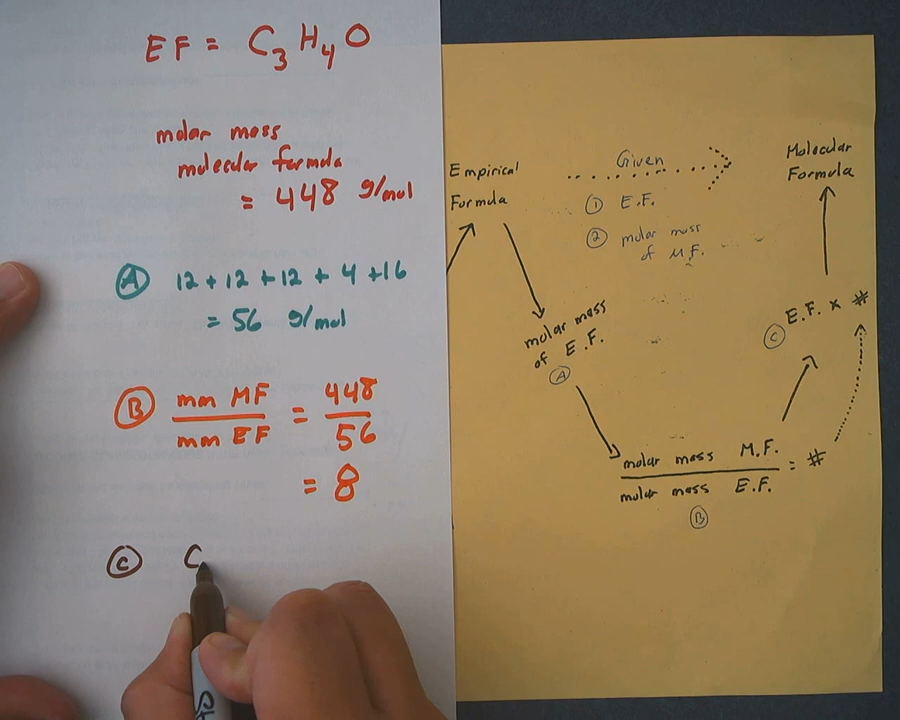 EF = C3H4O
molar mass
molecular formula
= 448 g/mol
A 12 + 12 + 12 + 4 + 16
= 56 g/mol
B mm MF / mm EF = 448 / 56
= 8
C C
Empirical
Formula
Given
1 E.F.
2 molar mass
of M.F.
Molecular
Formula
molar mass
of E.F.
A
molar mass M.F. / molar mass E.F. = #
B
C E.F. x #